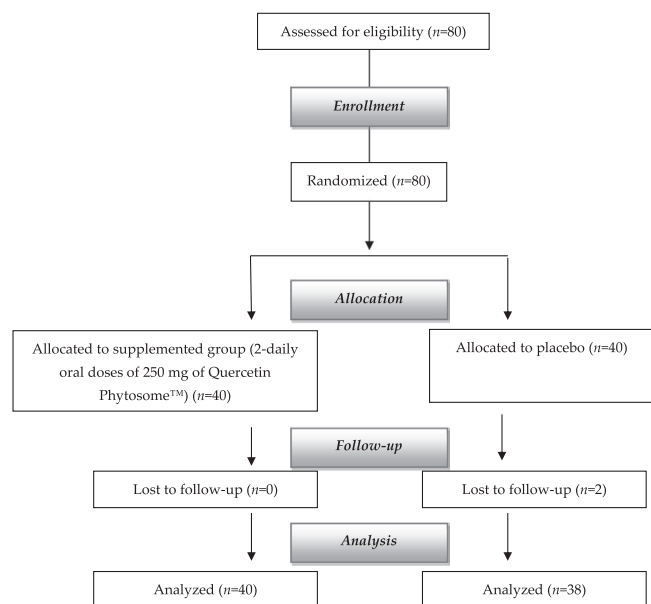 Assessed for eligibility (n=80)
Enrollment
Randomized (n=80)
Allocation
Allocated to supplemented group (2-daily
oral doses of 250 mg of Quercetin
Phytosome™) (n=40)
Allocated to placebo (n=40)
Follow-up
Lost to follow-up (n=0)
Lost to follow-up (n=2)
Analysis
Analyzed (n=40)
Analyzed (n=38)